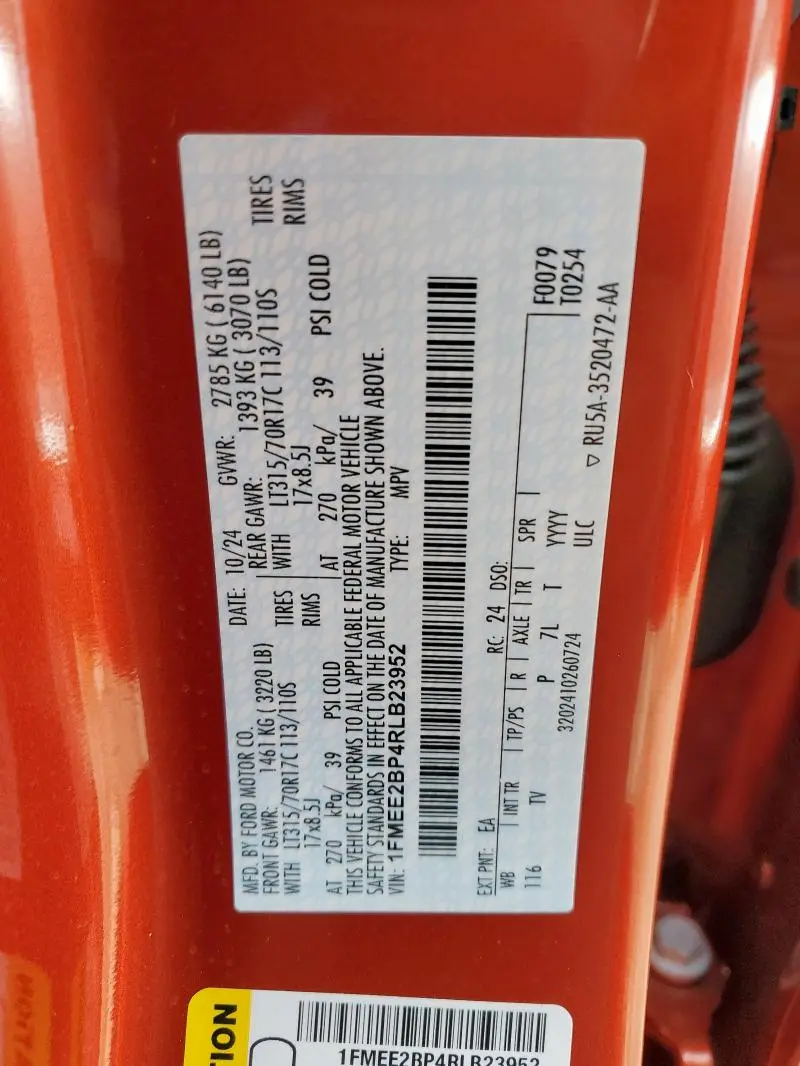 MFD. BY FORD MOTOR CO.
DATE: 10/24 GVWR: 2785 KG ( 6140 LB)
FRONT GAWR: 1461 KG ( 3220 LB) REAR GAWR: 1393 KG ( 3070 LB)
WITH LT315/70R17C 113/110S TIRES WITH LT315/70R17C 113/110S TIRES
17x8.5J RIMS 17x8.5J RIMS
AT 270 kPa/ 39 PSI COLD AT 270 kPa/ 39 PSI COLD
THIS VEHICLE CONFORMS TO ALL APPLICABLE FEDERAL MOTOR VEHICLE
SAFETY STANDARDS IN EFFECT ON THE DATE OF MANUFACTURE SHOWN ABOVE.
VIN: 1FMEE2BP4RLB23952 TYPE: MPV
EXT PNT: EA RC: 24 DSO:
WB INT TR TP/PS R AXLE TR SPR F0079
116 TV P 7L T YYYY T0254
3202410260724 ULC
▽ RU5A-3520472-AA
1FMEE2BP4RLB23952